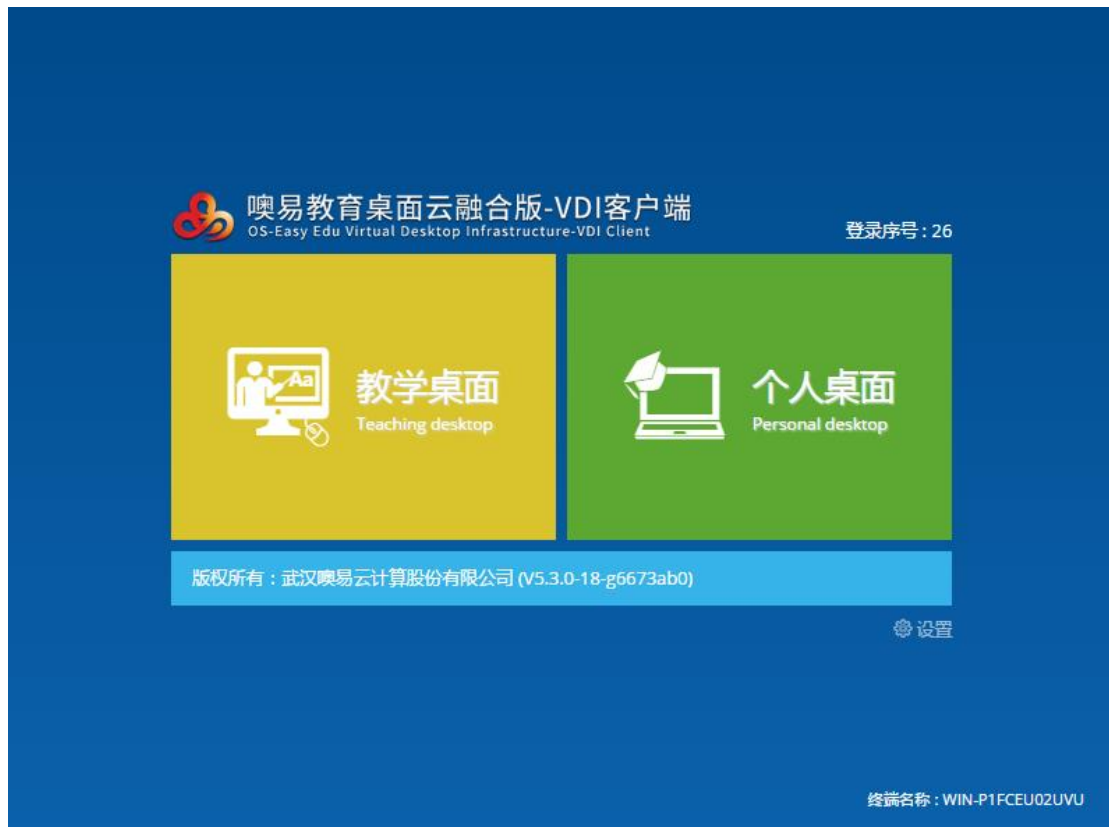 噢易教育桌面云融合版-VDI客户端
OS-Easy Edu Virtual Desktop Infrastructure-VDI Client
登录序号 : 26
Aa
教学桌面
Teaching desktop
个人桌面
Personal desktop
版权所有：武汉噢易云计算股份有限公司 (V5.3.0-18-g6673ab0)
设置
终端名称 : WIN-P1FCEU02UVU